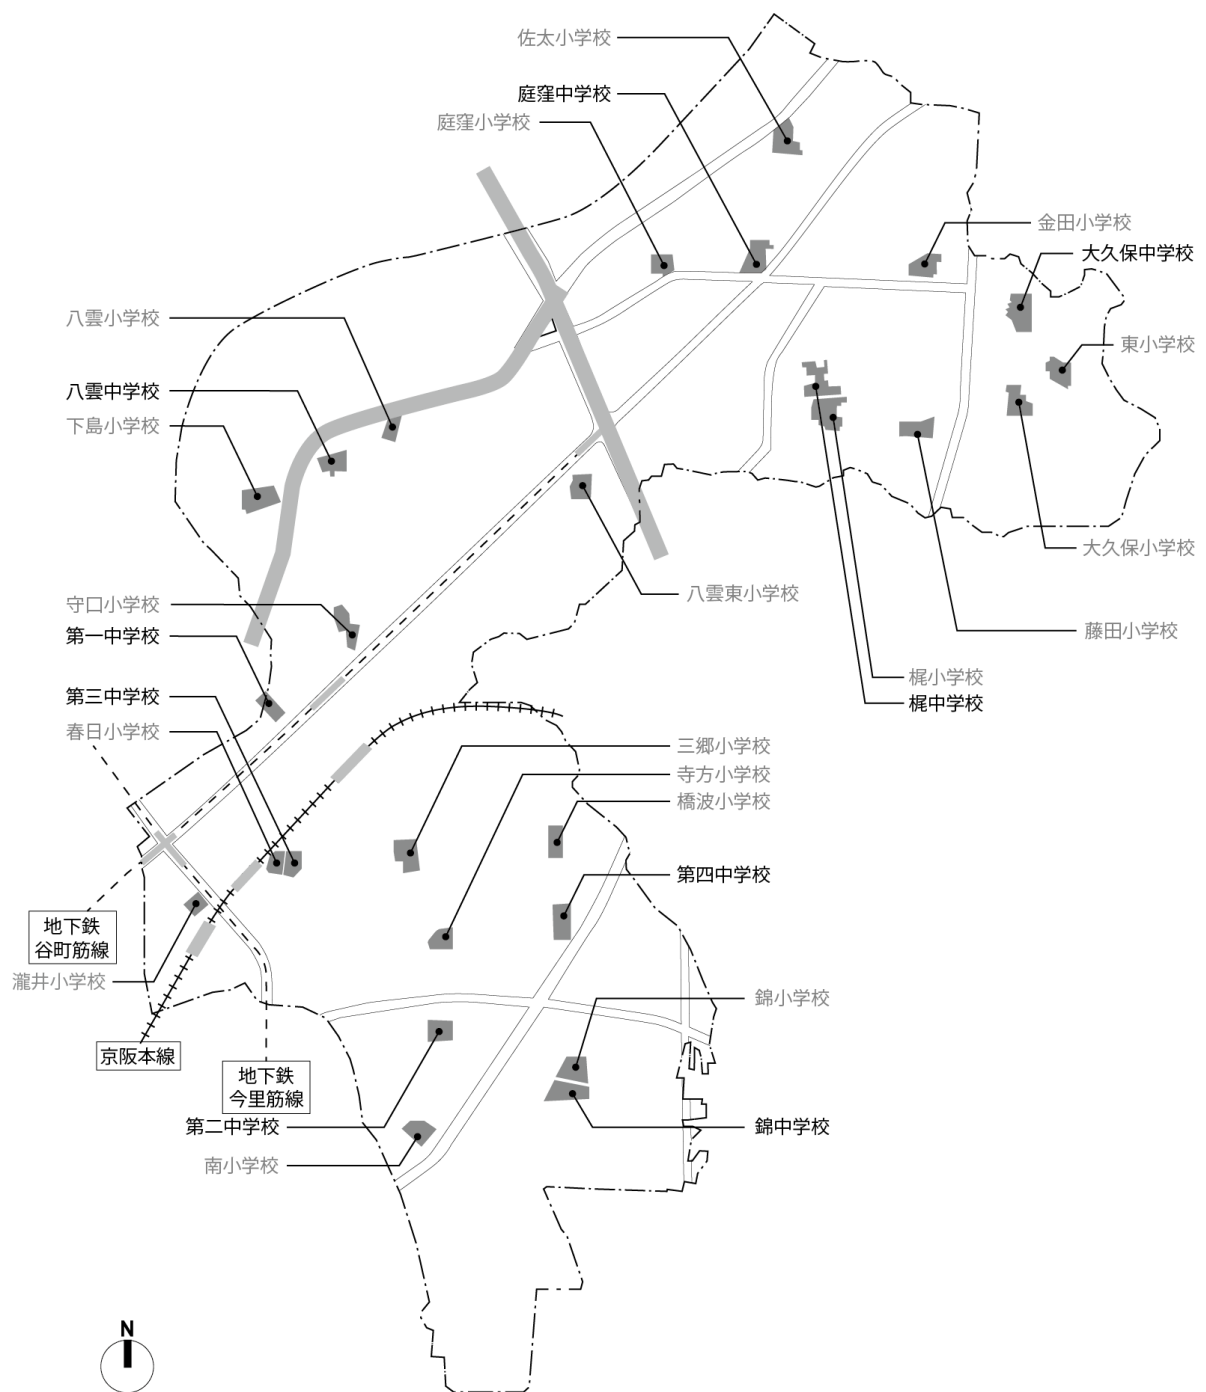 佐太小学校
庭窪中学校
庭窪小学校
金田小学校
大久保中学校
八雲小学校
東小学校
八雲中学校
下島小学校
大久保小学校
八雲東小学校
守口小学校
藤田小学校
第一中学校
梶小学校
第三中学校
梶中学校
春日小学校
三郷小学校
寺方小学校
橋波小学校
第四中学校
地下鉄
谷町筋線
瀧井小学校
錦小学校
京阪本線
地下鉄
今里筋線
第二中学校
錦中学校
南小学校
N